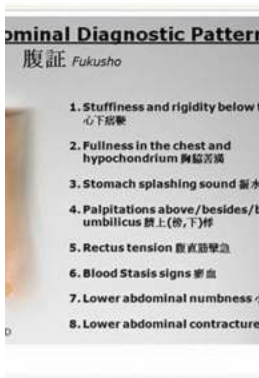 ominal Diagnostic Pattern
腹証 Fukusho
1. Stuffiness and rigidity below
心下痞鞕
2. Fullness in the chest and
hypochondrium 胸脇苦満
3. Stomach splashing sound 振水
4. Palpitations above/besides/b
umbilicus 臍上(傍,下)悸
5. Rectus tension 腹直筋攣急
6. Blood Stasis signs 瘀血
7. Lower abdominal numbness
8. Lower abdominal contracture